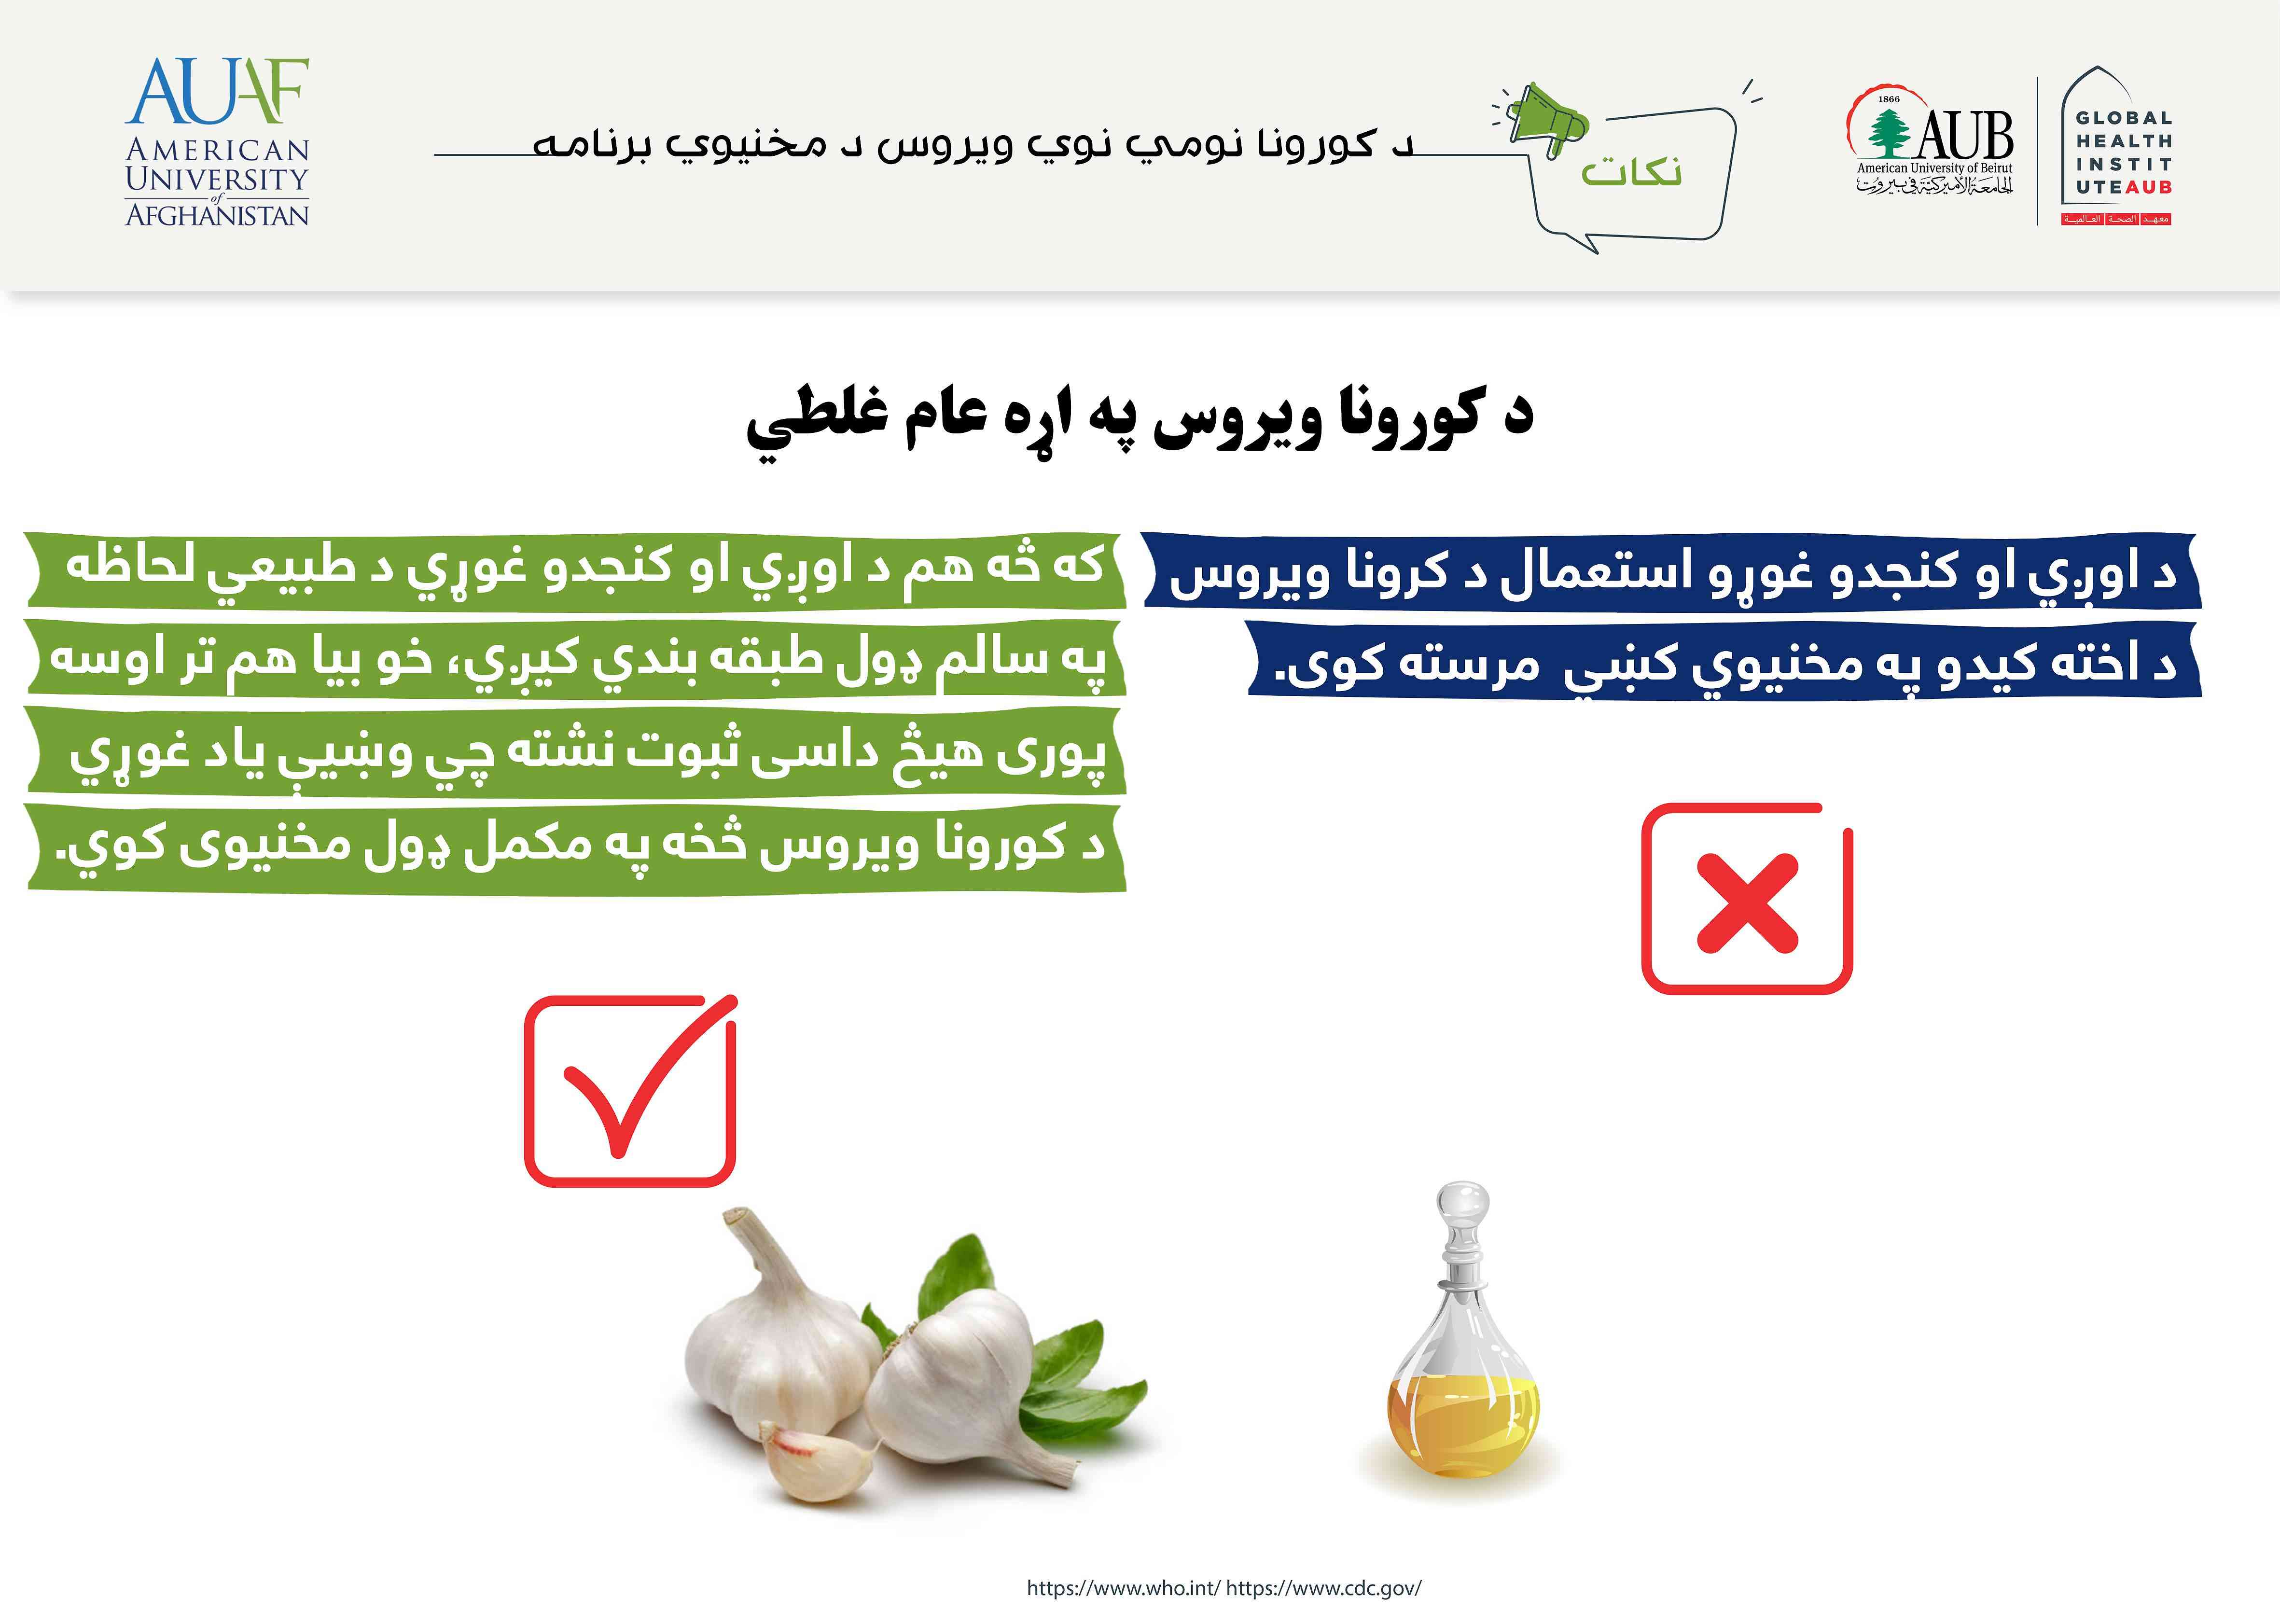 AUAF
AMERICAN
UNIVERSITY
of
AFGHANISTAN
د کورونا نومي نوي ویروس د مخنیوي برنامه
نکات
1866
AUB
American University of Beirut
الجامعة الأميركية في بيروت
GLOBAL
HEALTH
INSTIT
UTEAUB
معهد الصحة العالمية
د کورونا ویروس په اړه عام غلطي
د اوږي او کنجدو غوړو استعمال د کرونا ویروس
د اخته کیدو په مخنیوي کښي مرسته کوی.
که څه هم د اوږي او کنجدو غوړي د طبیعي لحاظه
په سالم ډول طبقه بندي کیږي، خو بیا هم تر اوسه
پوری هیڅ داسی ثبوت نشته چي وښیي یاد غوړي
د کورونا ویروس څخه په مکمل ډول مخنیوی کوي.
https://www.who.int/ https://www.cdc.gov/